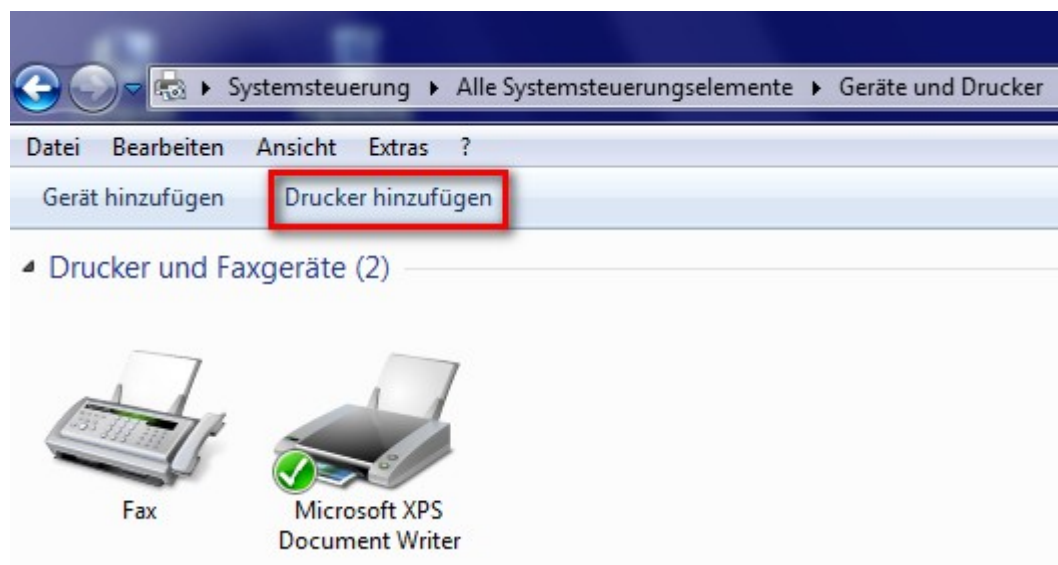 Systemsteuerung ▸ Alle Systemsteuerungselemente ▸ Geräte und Drucker
Datei Bearbeiten Ansicht Extras ?
Gerät hinzufügen Drucker hinzufügen
Drucker und Faxgeräte (2)
Fax
Microsoft XPS
Document Writer